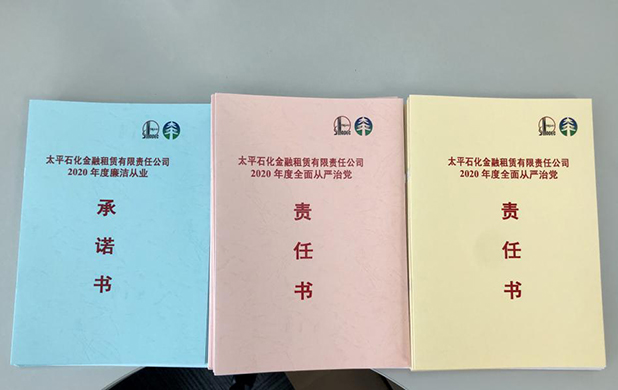 太平石化金融租赁有限责任公司
2020 年度廉洁从业
承
诺
书
太平石化金融租赁有限责任公司
2020 年度全面从严治党
责
任
书
太平石化金融租赁有限责任公司
2020 年度全面从严治党
责
任
书